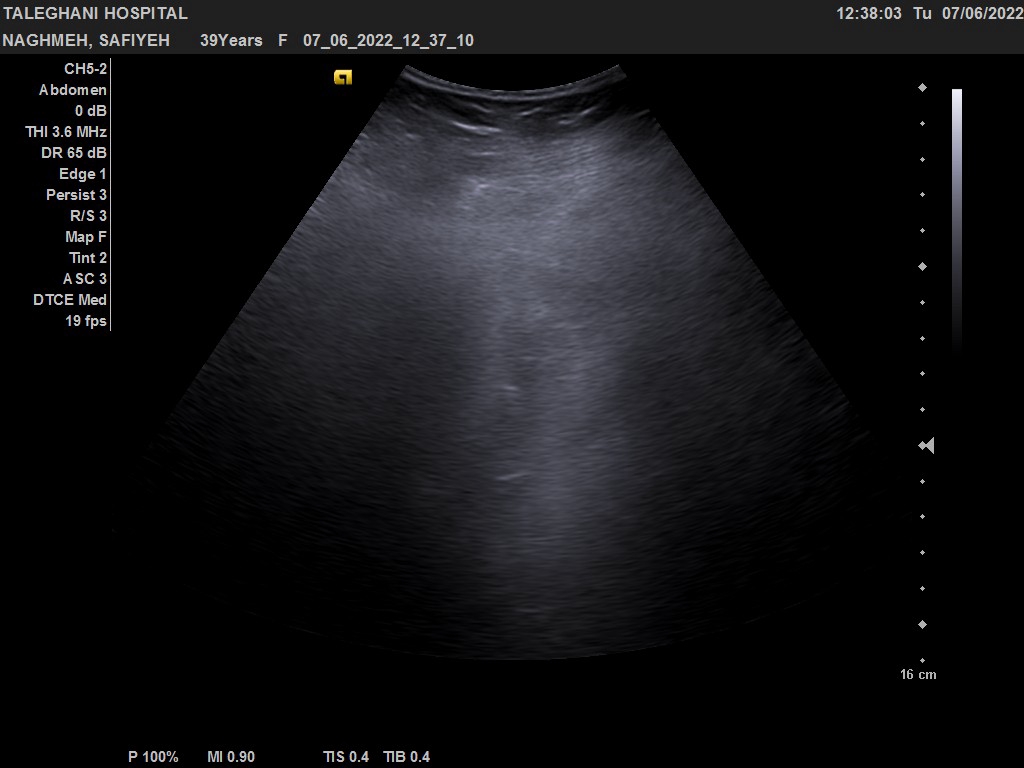 TALEGHANI HOSPITAL 12:38:03 Tu 07/06/2022
NAGHMEH, SAFIYEH 39Years F 07_06_2022_12_37_10
CH5-2
Abdomen
0 dB
THI 3.6 MHz
DR 65 dB
Edge 1
Persist 3
R/S 3
Map F
Tint 2
ASC 3
DTCE Med
19 fps
16 cm
P 100% MI 0.90 TIS 0.4 TIB 0.4